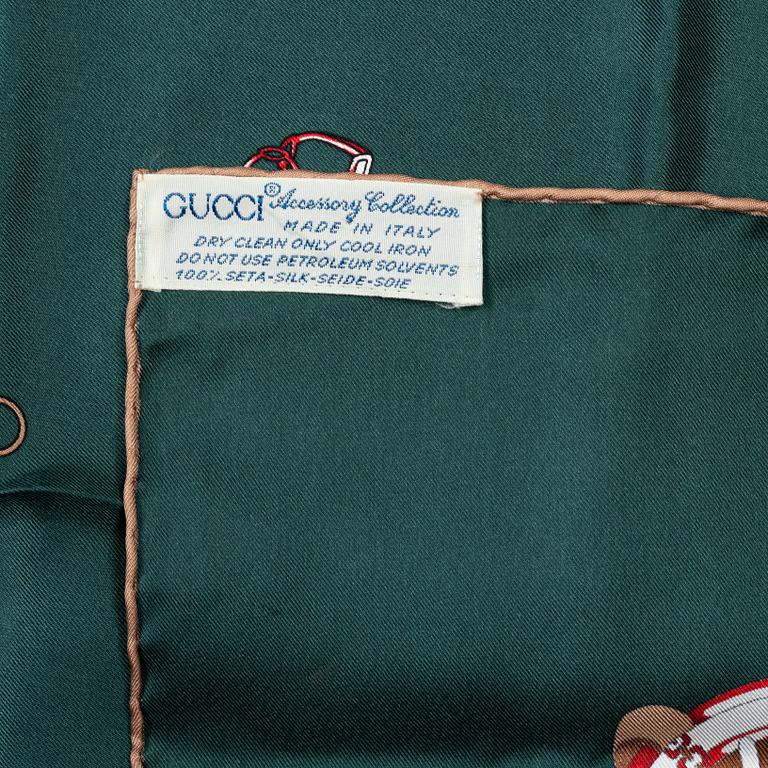 GUCCI® Accessory Collection
MADE IN ITALY
DRY CLEAN ONLY COOL IRON
DO NOT USE PETROLEUM SOLVENTS
100% SETA-SILK-SEIDE-SOIE